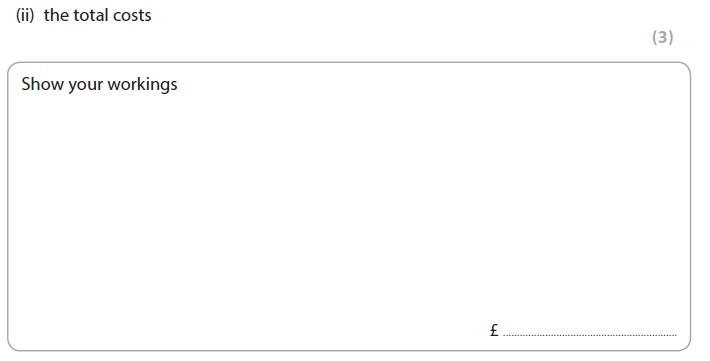 (ii) the total costs
(3)
Show your workings
£ ........................................................................